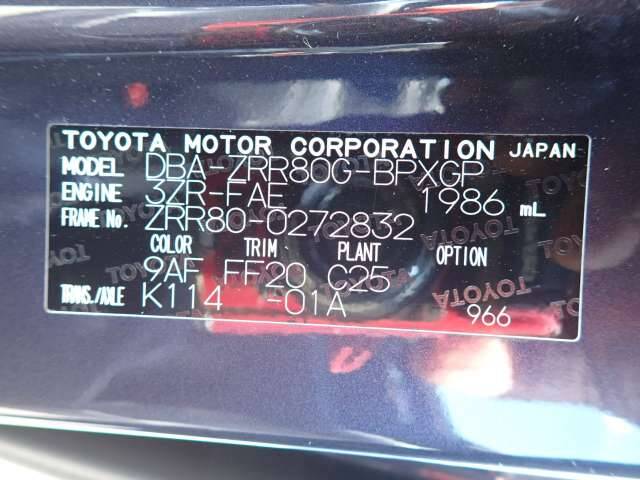 TOYOTA MOTOR CORPORATION JAPAN
MODEL DBA-ZRR80G-BPXGP
ENGINE 3ZR-FAE 1986 mL
FRAME No. ZRR80-0272832
COLOR TRIM PLANT OPTION
9AF FF20 C25
TRANS./AXLE K114 -01A
966